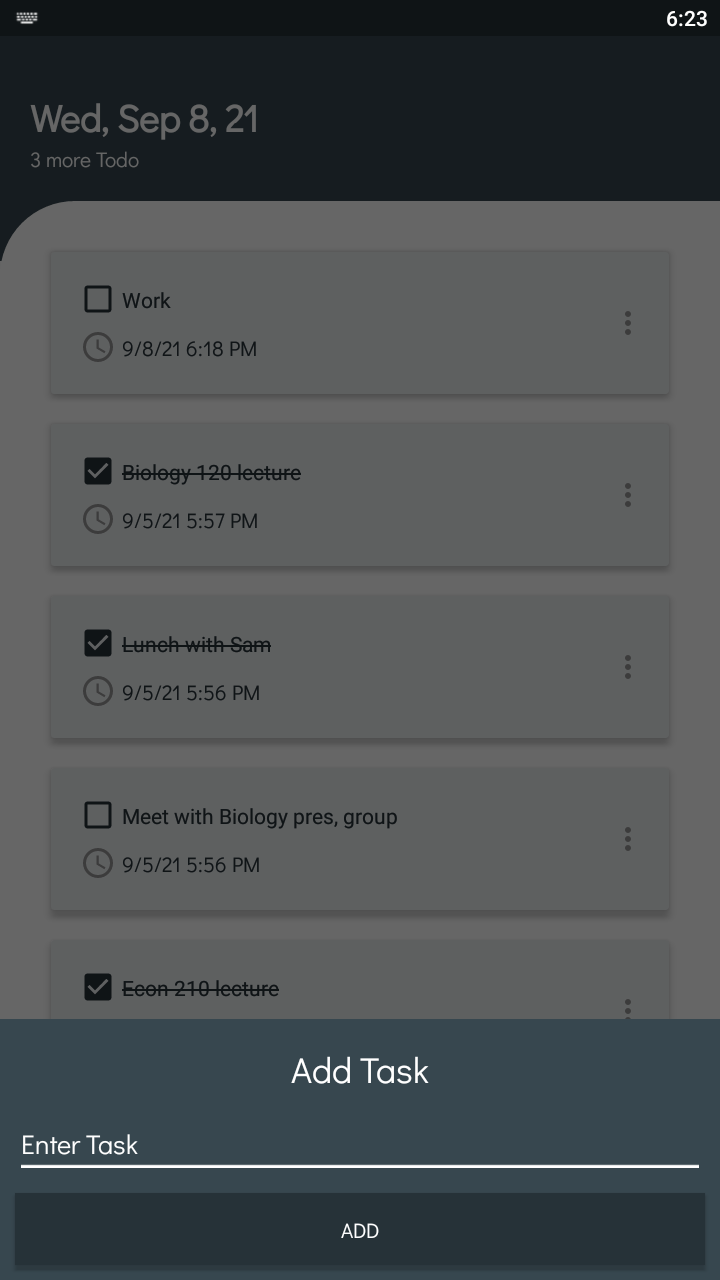 6:23
Wed, Sep 8, 21
3 more Todo
Work
9/8/21 6:18 PM
Biology 120 lecture
9/5/21 5:57 PM
Lunch with Sam
9/5/21 5:56 PM
Meet with Biology pres, group
9/5/21 5:56 PM
Econ 210 lecture
Add Task
Enter Task
ADD